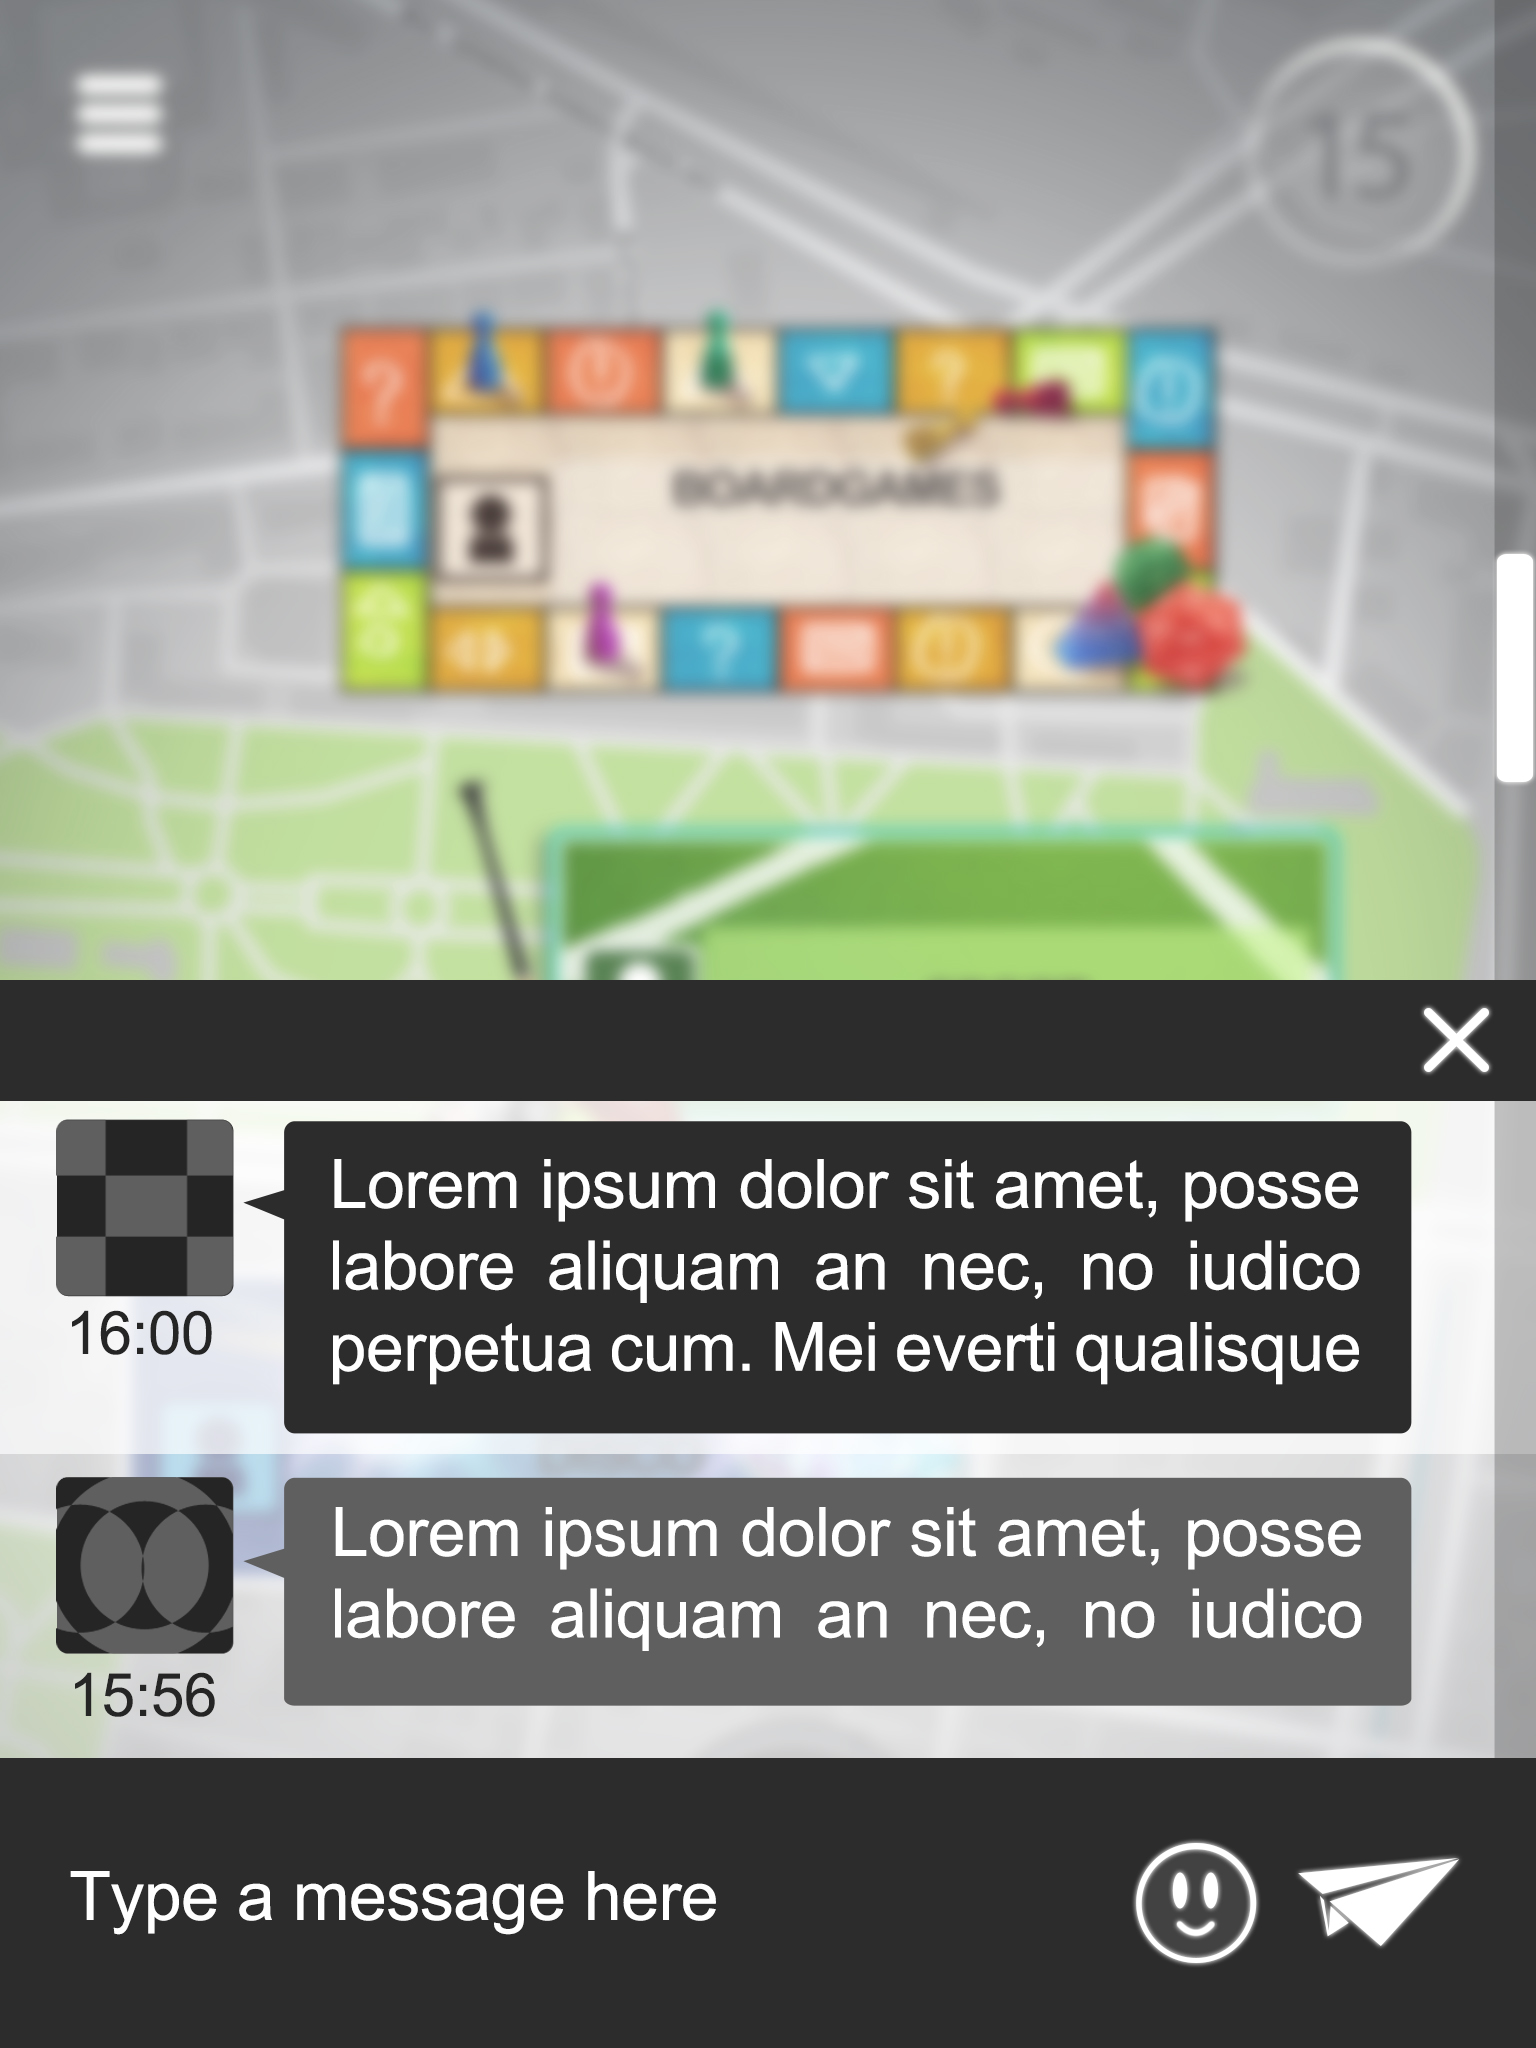 15
BOARDGAMES
Lorem ipsum dolor sit amet, posse
labore aliquam an nec, no iudico
perpetua cum. Mei everti qualisque
16:00
Lorem ipsum dolor sit amet, posse
labore aliquam an nec, no iudico
15:56
Type a message here